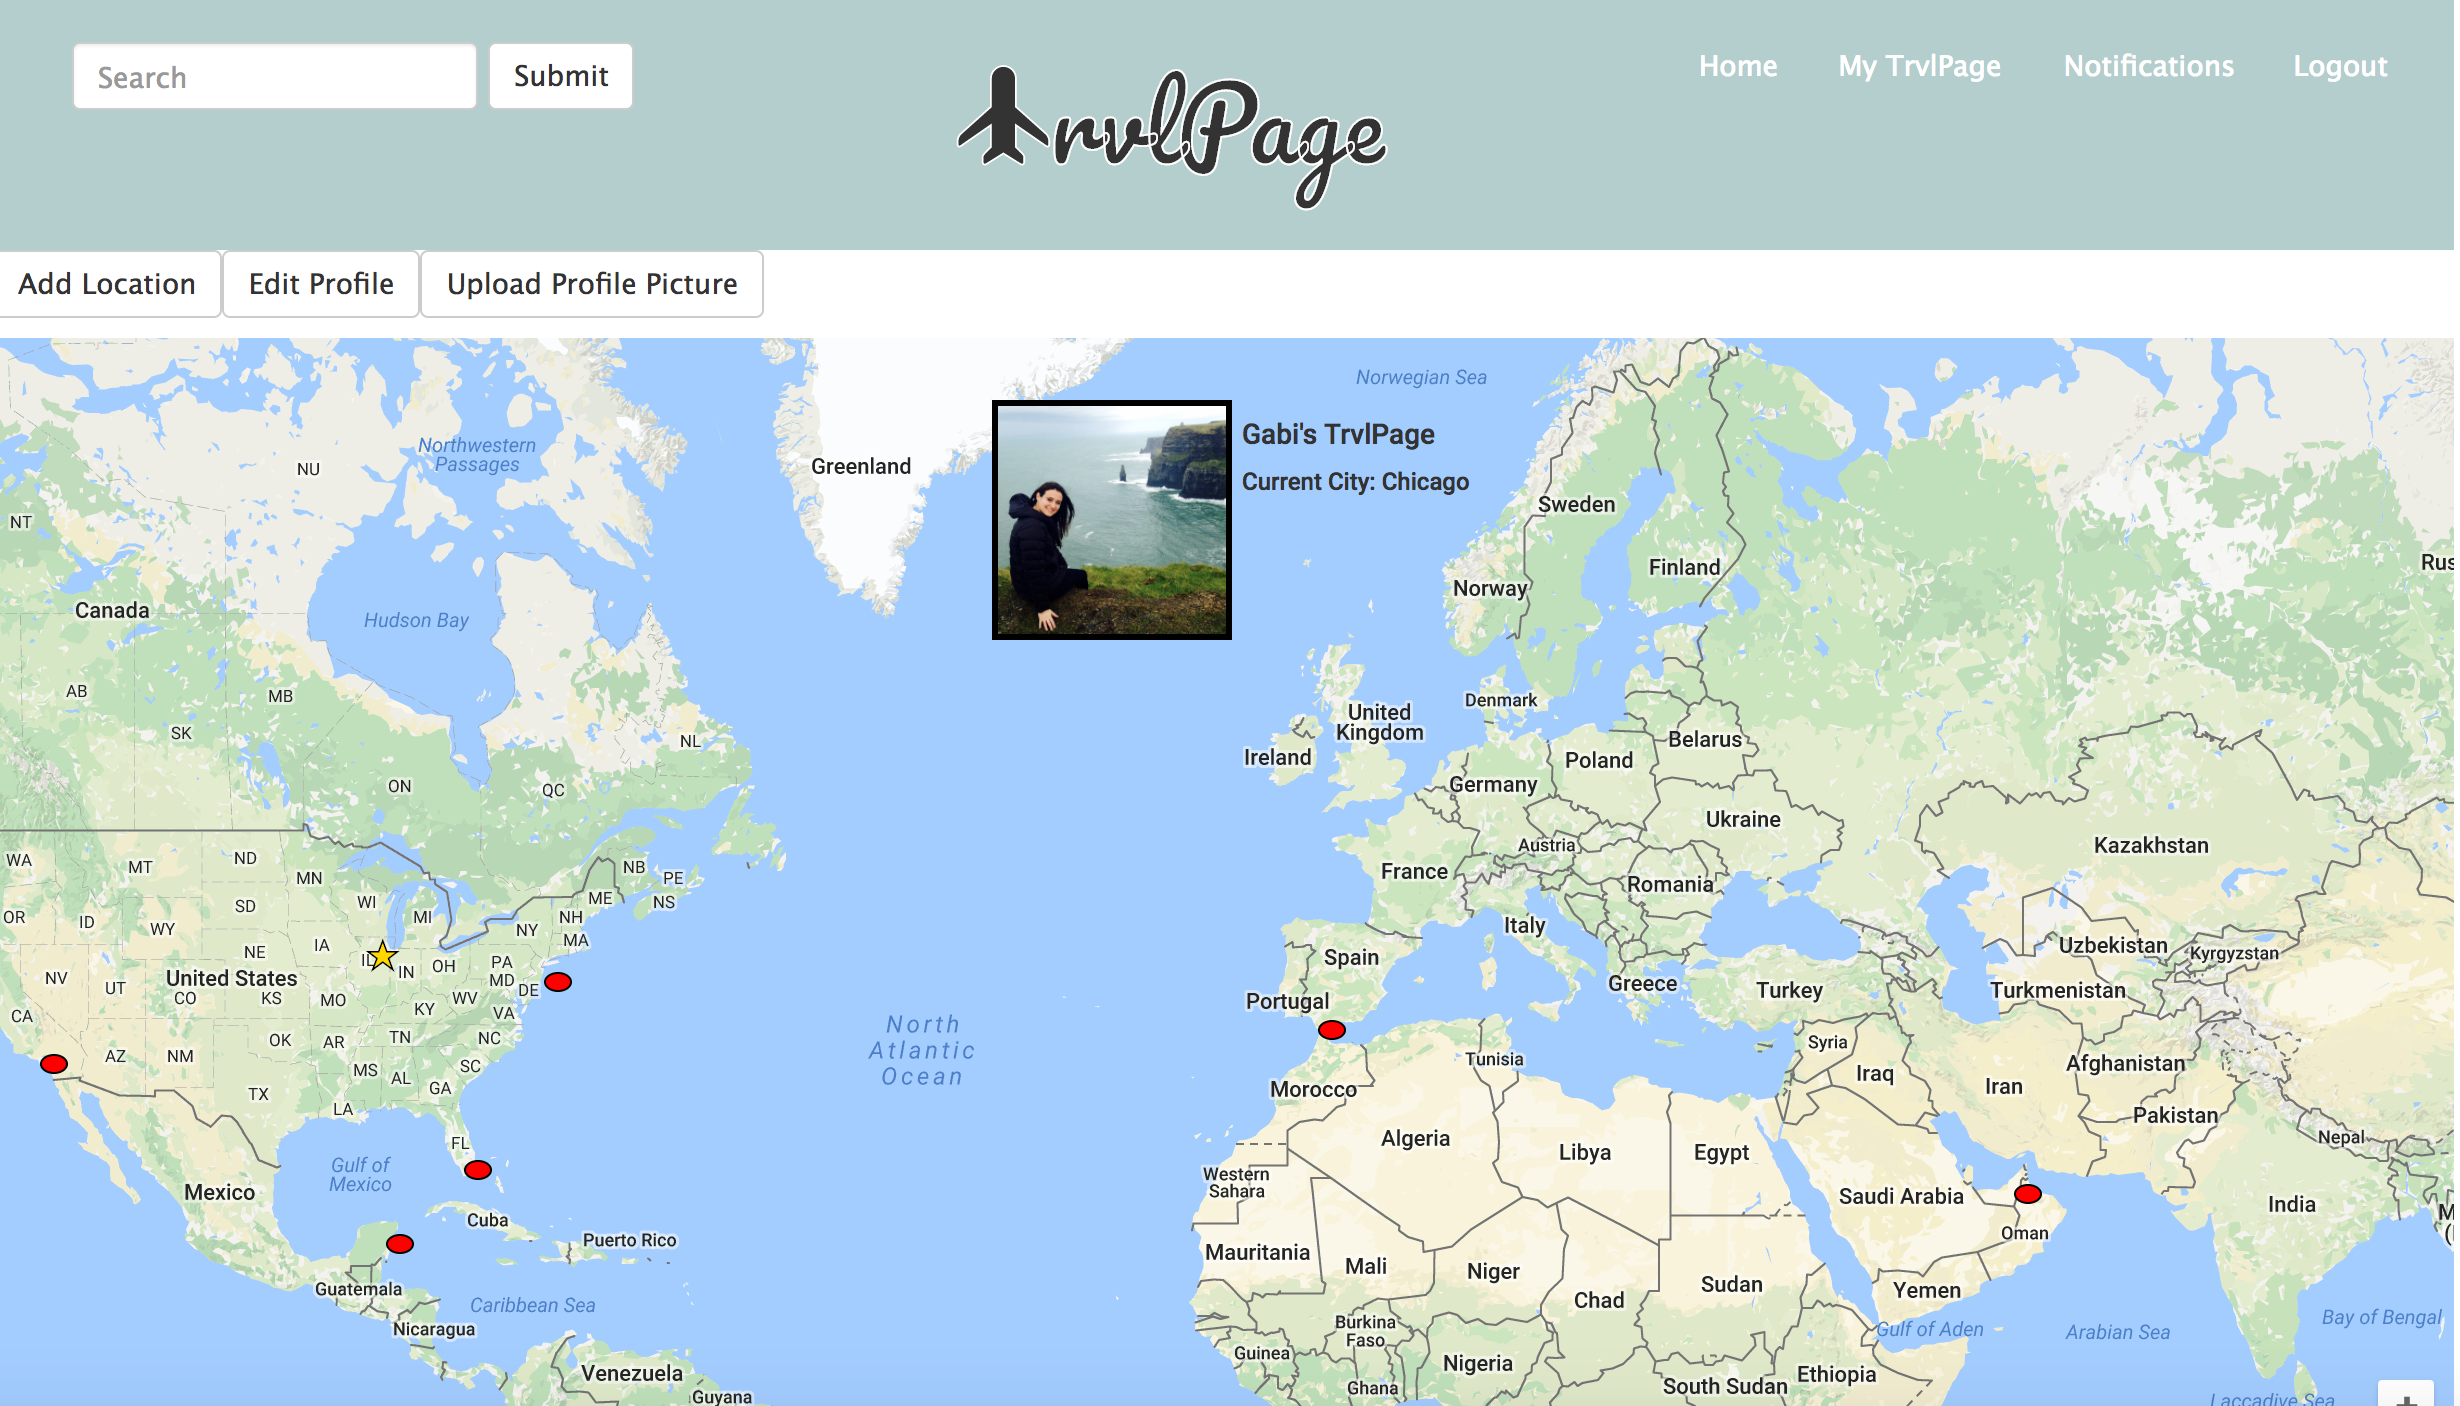 Search
Submit
TrvlPage
Home
My TrvlPage
Notifications
Logout
Add Location
Edit Profile
Upload Profile Picture
Gabi's TrvlPage
Current City: Chicago
Norwegian Sea
Northwestern
Passages
NU
Greenland
NT
Sweden
Finland
Norway
Rus
Canada
Hudson Bay
AB
MB
SK
NL
Denmark
United
Kingdom
Ireland
Belarus
Poland
Germany
ON
QC
Ukraine
Austria
Kazakhstan
WA
MT
ND
MN
NB
PE
France
Romania
OR
ID
WY
SD
WI
MI
ME
NS
NH
NY
MA
Italy
NE
IA
Spain
Uzbekistan
Kyrgyzstan
NV
UT
United States
IL
IN
OH
PA
MD
DE
Greece
Turkey
Turkmenistan
CO
KS
MO
KY
WV
VA
Portugal
CA
North
Atlantic
Ocean
OK
AR
TN
NC
Syria
AZ
NM
MS
AL
SC
GA
Tunisia
Morocco
Iraq
Iran
Afghanistan
TX
LA
Pakistan
FL
Algeria
Libya
Egypt
Nepal
Gulf of
Mexico
Mexico
Western
Sahara
Saudi Arabia
India
Cuba
Puerto Rico
Oman
M
(
Mauritania
Mali
Niger
Sudan
Chad
Yemen
Guatemala
Caribbean Sea
Nicaragua
Burkina
Faso
Guinea
Nigeria
Gulf of Aden
Arabian Sea
Bay of Bengal
Venezuela
Guyana
Ghana
South Sudan
Ethiopia
Laccadive Sea
+